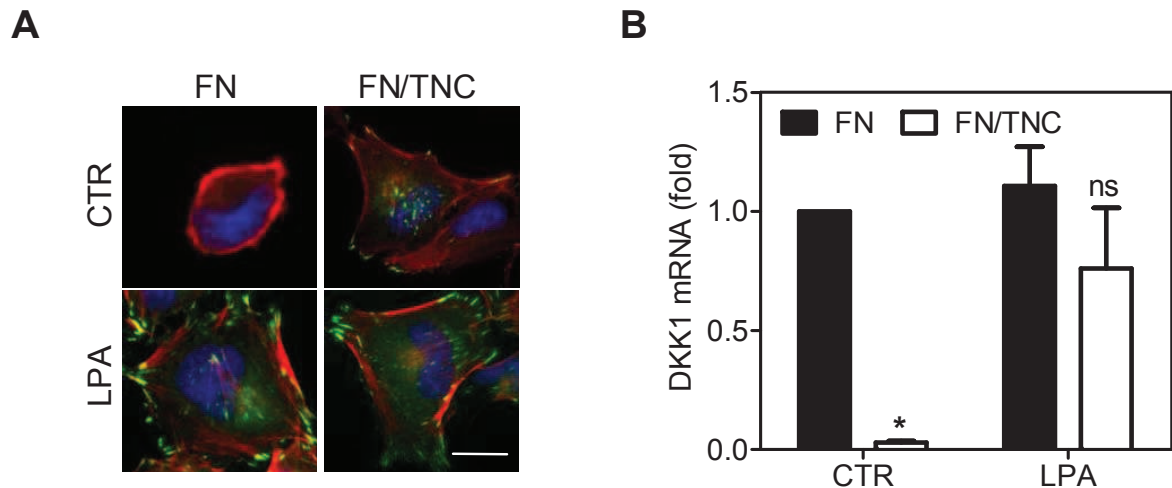 A
FN
FN/TNC
CTR
LPA
B
DKK1 mRNA (fold)
1.5
1.0
0.5
0.0
FN
FN/TNC
ns
*
CTR
LPA